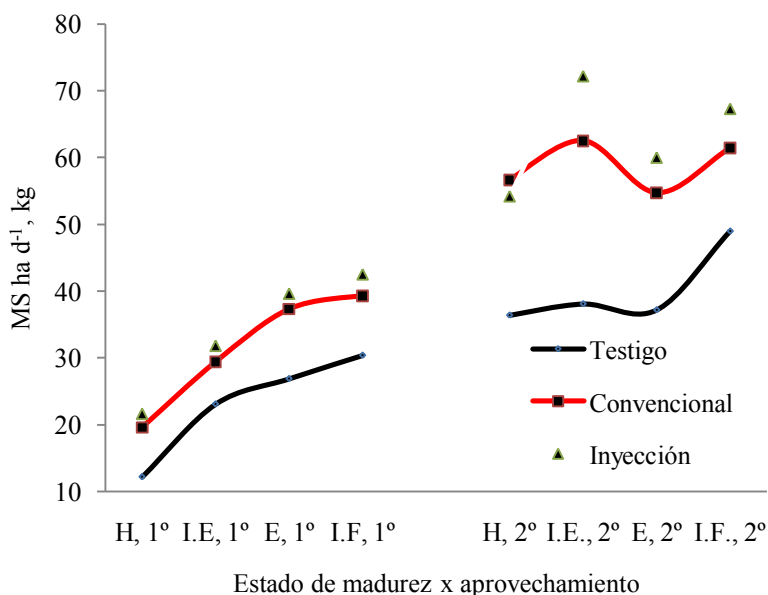 80
70
60
50
40
30
20
10
MS ha d-1 , kg
Testigo
Convencional
Inyección
H, 1º I.E, 1º E, 1º I.F, 1º H, 2º I.E., 2º E, 2º I.F., 2º
Estado de madurez x aprovechamiento